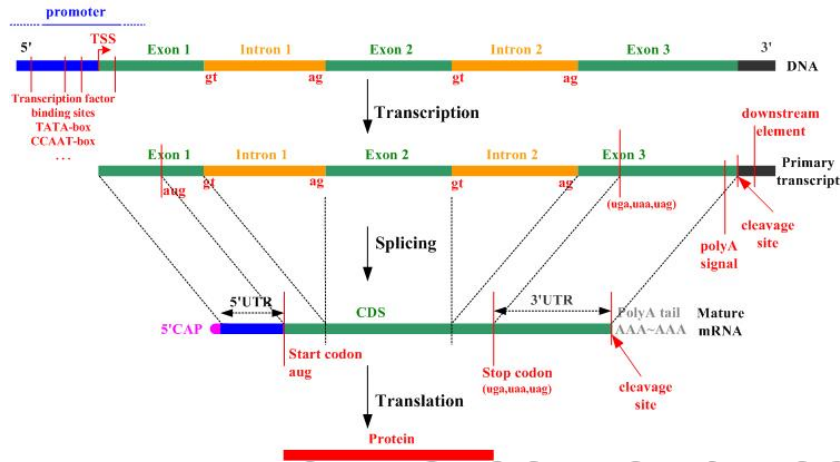 promoter
5' TSS Exon 1 Intron 1 Exon 2 Intron 2 Exon 3 3'
DNA
gt ag gt ag
Transcription factor
binding sites
TATA-box
CCAAT-box
...
Transcription
downstream
element
Exon 1 Intron 1 Exon 2 Intron 2 Exon 3
Primary
transcript
aug gt ag gt ag
(uga,uaa,uag)
polyA
signal
cleavage
site
Splicing
5'UTR CDS 3'UTR
5'CAP
PolyA tail
AAA~AAA
Mature
mRNA
Start codon
aug
Stop codon
(uga,uaa,uag)
cleavage
site
Translation
Protein